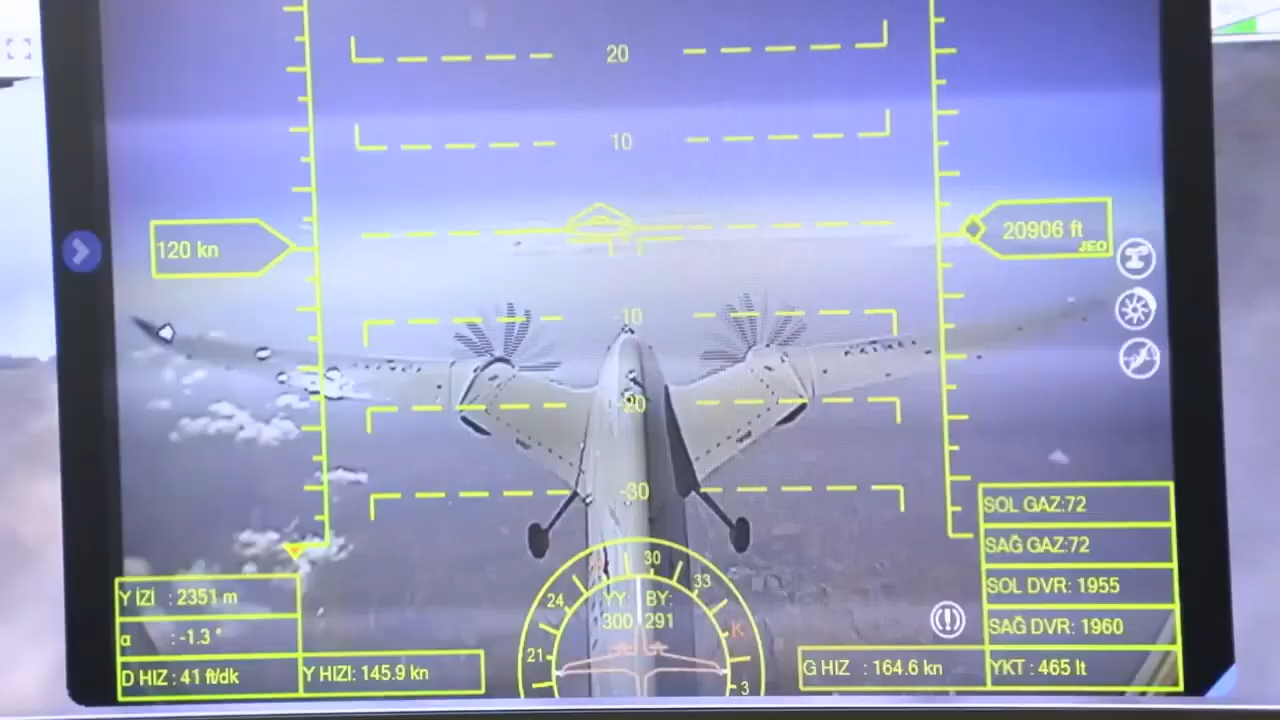 20
10
120 kn
20906 ft
JEO
-10
-20
-30
SOL GAZ:72
SAĞ GAZ:72
SOL DVR: 1955
SAĞ DVR: 1960
YKT : 465 lt
Y İZİ : 2351 m
α : -1.3 °
D HIZ : 41 ft/dk
Y HIZI: 145.9 kn
G HIZ : 164.6 kn
30
33
24
YY: BY:
300 291
K
21
3